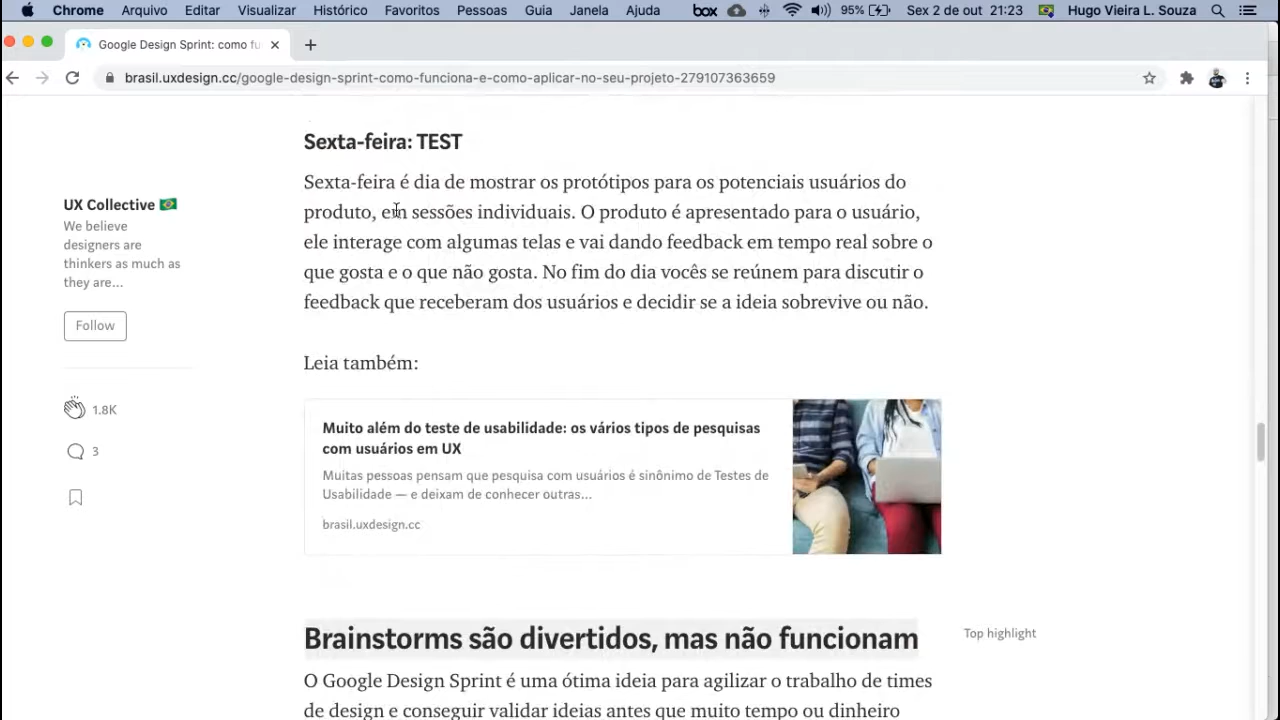 Chrome Arquivo Editar Visualizar Histórico Favoritos Pessoas Guia Janela Ajuda box 95% Sex 2 de out 21:23 Hugo Vieira L. Souza
Google Design Sprint: como fu
brasil.uxdesign.cc/google-design-sprint-como-funciona-e-como-aplicar-no-seu-projeto-279107363659
Sexta-feira: TEST
Sexta-feira é dia de mostrar os protótipos para os potenciais usuários do
produto, em sessões individuais. O produto é apresentado para o usuário,
ele interage com algumas telas e vai dando feedback em tempo real sobre o
que gosta e o que não gosta. No fim do dia vocês se reúnem para discutir o
feedback que receberam dos usuários e decidir se a ideia sobrevive ou não.
UX Collective
We believe
designers are
thinkers as much as
they are...
Follow
1.8K
3
Leia também:
Muito além do teste de usabilidade: os vários tipos de pesquisas
com usuários em UX
Muitas pessoas pensam que pesquisa com usuários é sinônimo de Testes de
Usabilidade — e deixam de conhecer outras...
brasil.uxdesign.cc
Brainstorms são divertidos, mas não funcionam
Top highlight
O Google Design Sprint é uma ótima ideia para agilizar o trabalho de times
de design e conseguir validar ideias antes que muito tempo ou dinheiro